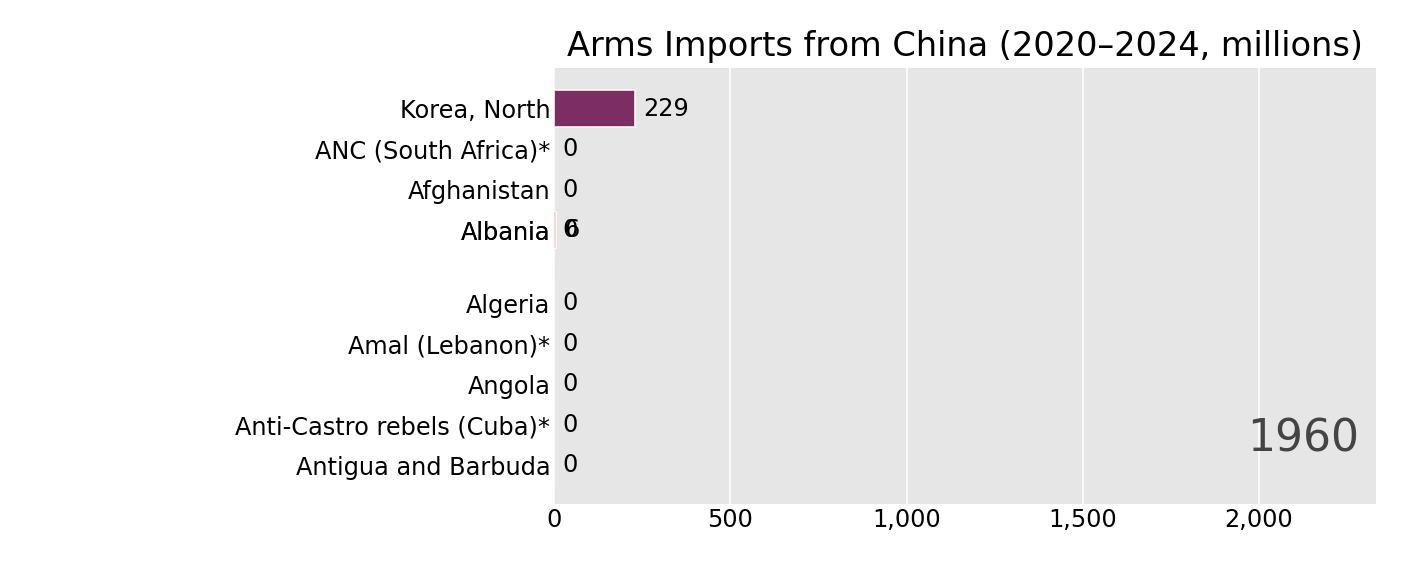 Arms Imports from China (2020–2024, millions)
Korea, North 229
ANC (South Africa)* 0
Afghanistan 0
Albania
Algeria 0
Amal (Lebanon)* 0
Angola 0
Anti-Castro rebels (Cuba)* 0
Antigua and Barbuda 0
1960
0 500 1,000 1,500 2,000